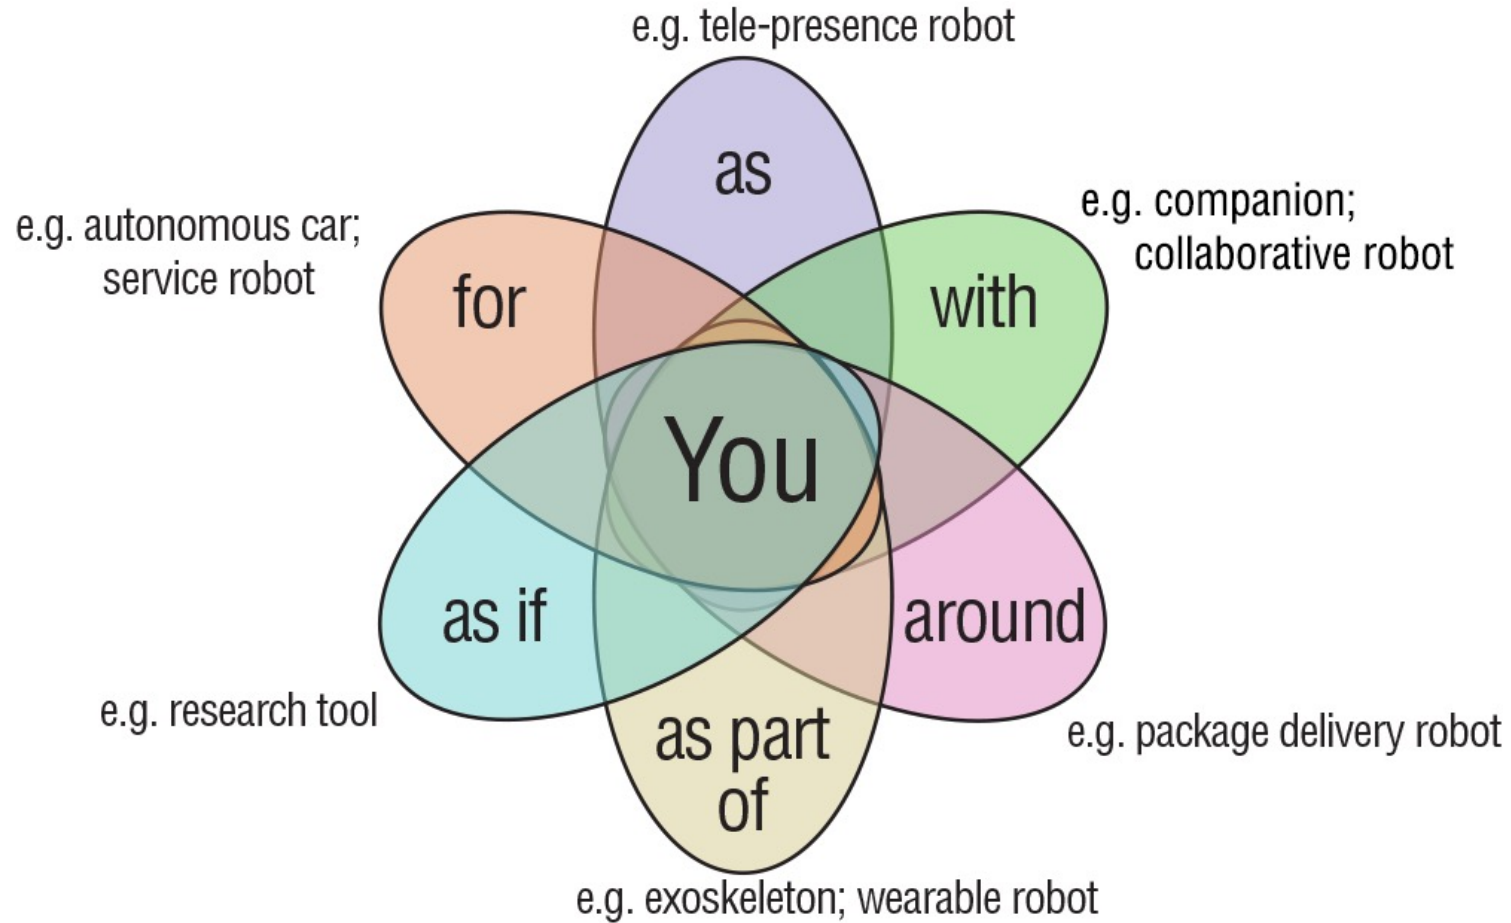 e.g. tele-presence robot
as
e.g. companion;
collaborative robot
e.g. autonomous car;
service robot
for
with
You
as if
around
e.g. research tool
as part
of
e.g. package delivery robot
e.g. exoskeleton; wearable robot